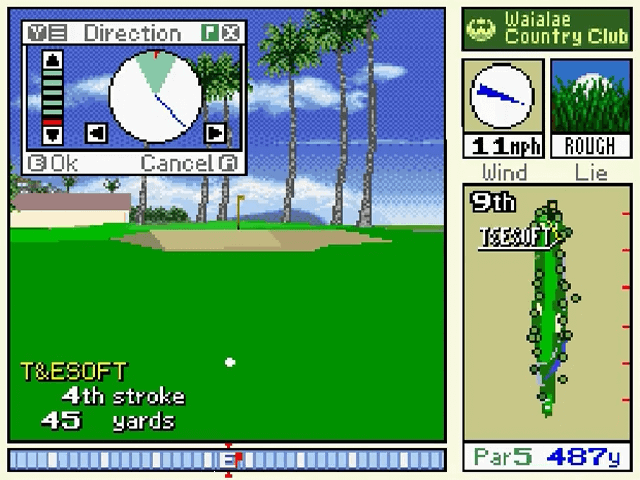 Direction
Ok Cancel
Waialae
Country Club
11mph ROUGH
Wind Lie
9th
T&ESOFT
T&ESOFT
4th stroke
45 yards
E
Par5 487y